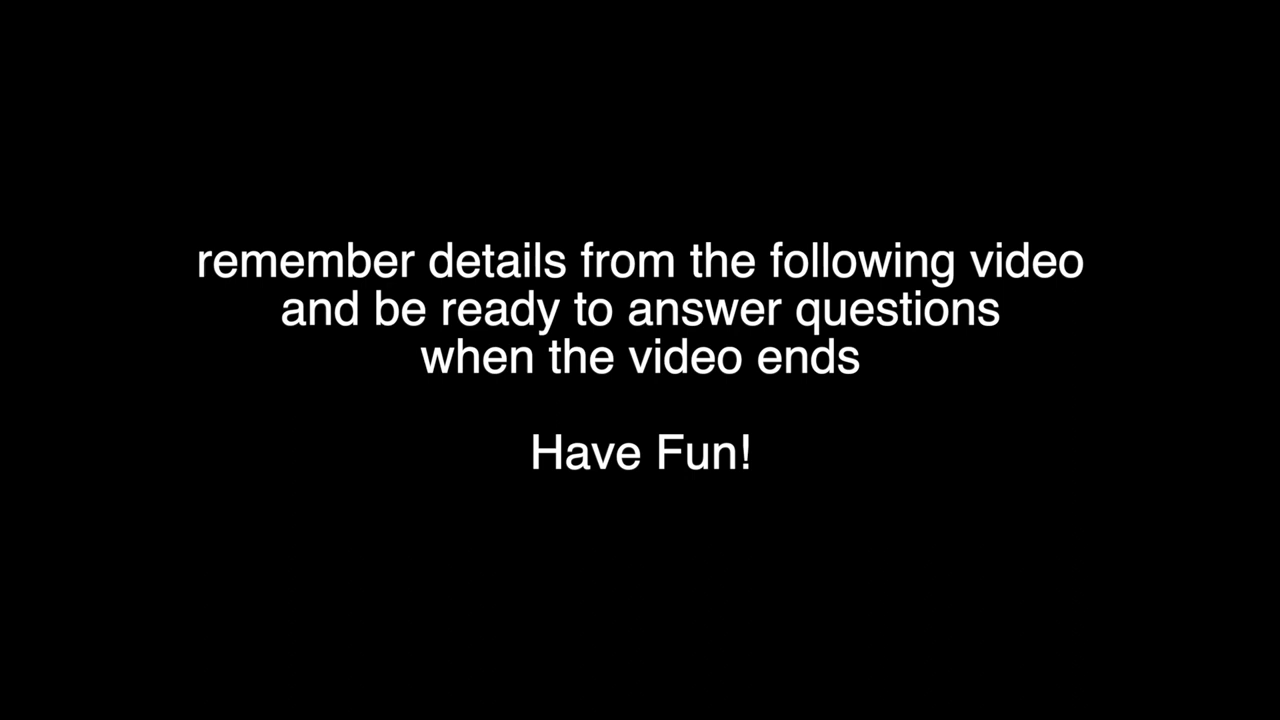 remember details from the following video
and be ready to answer questions
when the video ends
Have Fun!